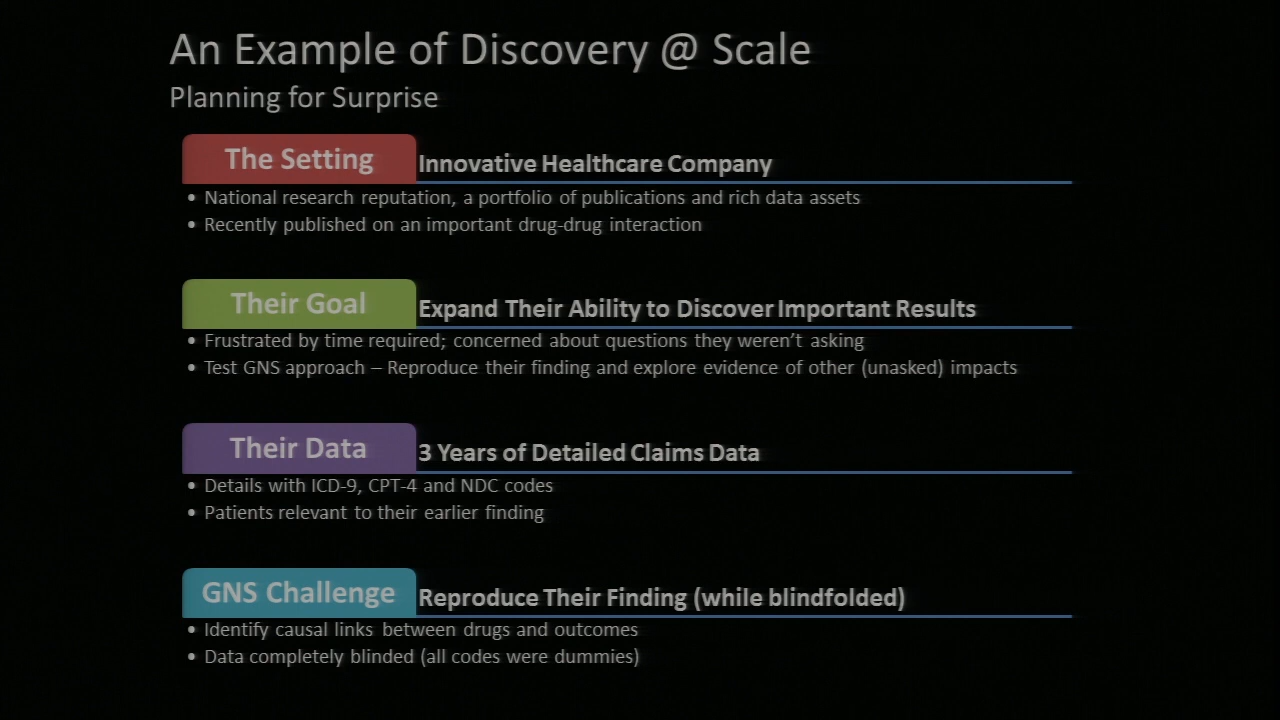 An Example of Discovery @ Scale
Planning for Surprise
The Setting
Innovative Healthcare Company
• National research reputation, a portfolio of publications and rich data assets
• Recently published on an important drug-drug interaction
Their Goal
Expand Their Ability to Discover Important Results
• Frustrated by time required; concerned about questions they weren’t asking
• Test GNS approach – Reproduce their finding and explore evidence of other (unasked) impacts
Their Data
3 Years of Detailed Claims Data
• Details with ICD-9, CPT-4 and NDC codes
• Patients relevant to their earlier finding
GNS Challenge
Reproduce Their Finding (while blindfolded)
• Identify causal links between drugs and outcomes
• Data completely blinded (all codes were dummies)